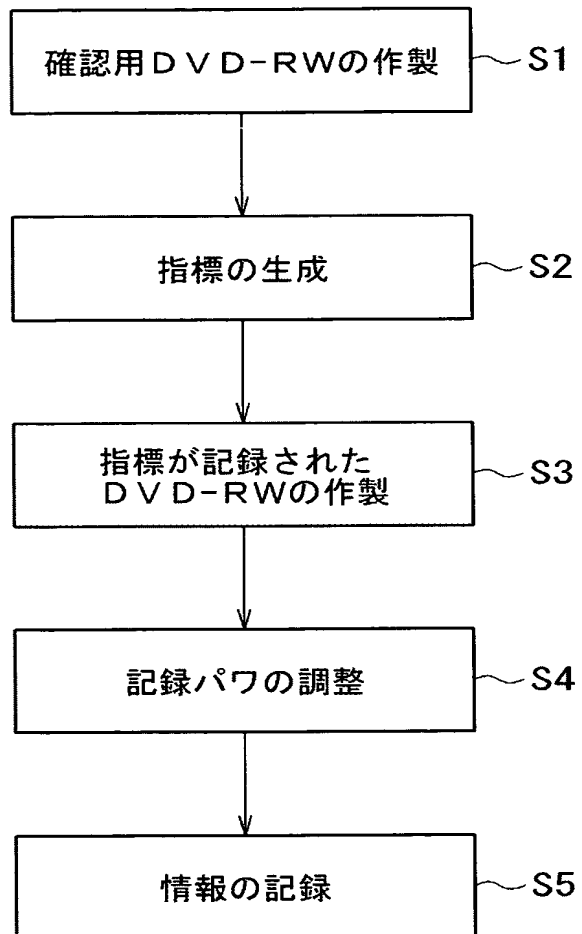 確認用DVD-RWの作製
S1
指標の生成
S2
指標が記録された
DVD-RWの作製
S3
記録パワの調整
S4
情報の記録
S5